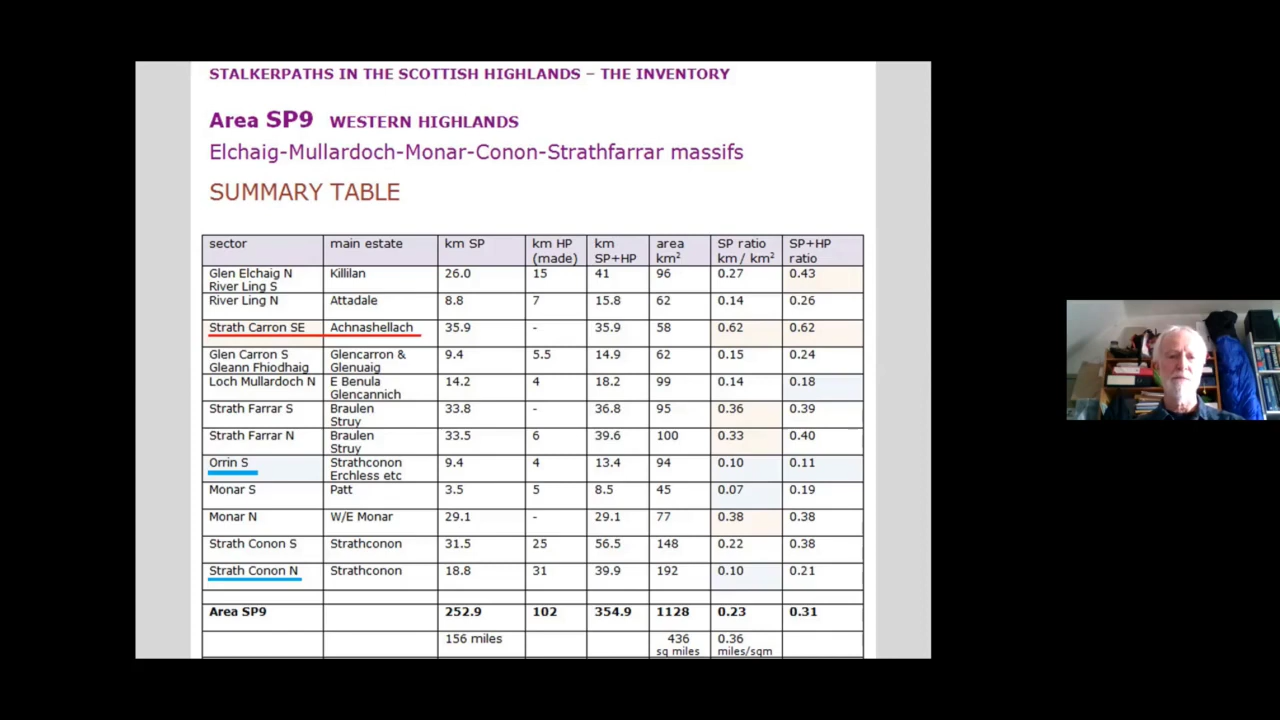 STALKERPATHS IN THE SCOTTISH HIGHLANDS – THE INVENTORY
Area SP9 WESTERN HIGHLANDS
Elchaig-Mullardoch-Monar-Conon-Strathfarrar massifs
SUMMARY TABLE
sector main estate km SP km HP (made) km SP+HP area km² SP ratio km / km² SP+HP ratio
Glen Elchaig N River Ling S Killilan 26.0 15 41 96 0.27 0.43
River Ling N Attadale 8.8 7 15.8 62 0.14 0.26
Strath Carron SE Achnashellach 35.9 - 35.9 58 0.62 0.62
Glen Carron S Gleann Fhiodhaig Glencarron & Glenuaig 9.4 5.5 14.9 62 0.15 0.24
Loch Mullardoch N E Benula Glencannich 14.2 4 18.2 99 0.14 0.18
Strath Farrar S Braulen Struy 33.8 - 36.8 95 0.36 0.39
Strath Farrar N Braulen Struy 33.5 6 39.6 100 0.33 0.40
Orrin S Strathconon Erchless etc 9.4 4 13.4 94 0.10 0.11
Monar S Patt 3.5 5 8.5 45 0.07 0.19
Monar N W/E Monar 29.1 - 29.1 77 0.38 0.38
Strath Conon S Strathconon 31.5 25 56.5 148 0.22 0.38
Strath Conon N Strathconon 18.8 31 39.9 192 0.10 0.21
Area SP9 252.9 102 354.9 1128 0.23 0.31
156 miles 436 sq miles 0.36 miles/sqm